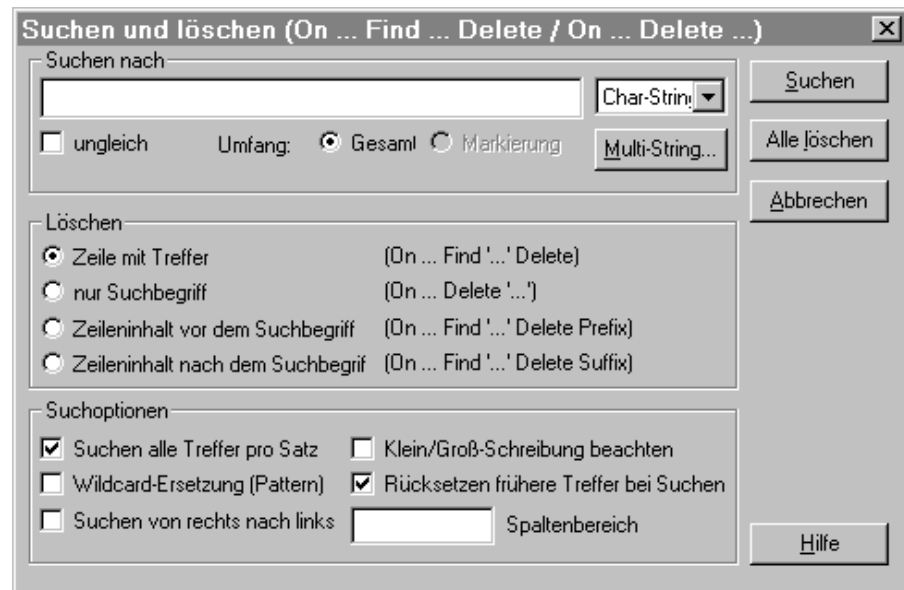 Suchen und löschen (On ... Find ... Delete / On ... Delete ...)
Suchen nach
Char-String
ungleich Umfang: Gesamt Markierung
Multi-String...
Suchen
Alle löschen
Abbrechen
Löschen
Zeile mit Treffer (On ... Find '...' Delete)
nur Suchbegriff (On ... Delete '...')
Zeileninhalt vor dem Suchbegriff (On ... Find '...' Delete Prefix)
Zeileninhalt nach dem Suchbegrif (On ... Find '...' Delete Suffix)
Suchoptionen
Suchen alle Treffer pro Satz Klein/Groß-Schreibung beachten
Wildcard-Ersetzung (Pattern) Rücksetzen frühere Treffer bei Suchen
Suchen von rechts nach links Spaltenbereich
Hilfe